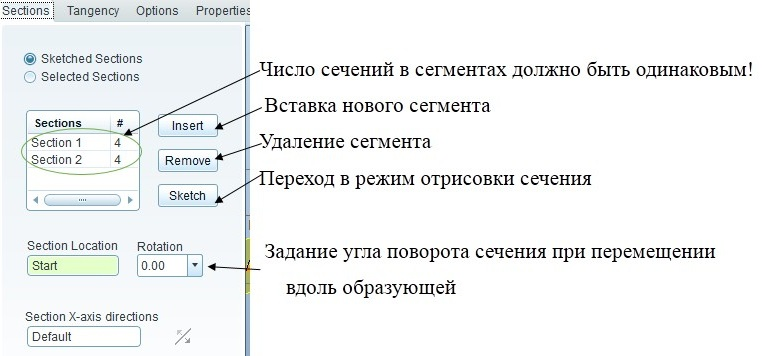 Sections Tangency Options Properties
Sketched Sections
Selected Sections
Sections #
Section 1 4
Section 2 4
Insert
Remove
Sketch
Section Location Rotation
Start 0.00
Section X-axis directions
Default
Число сечений в сегментах должно быть одинаковым!
Вставка нового сегмента
Удаление сегмента
Переход в режим отрисовки сечения
Задание угла поворота сечения при перемещении
вдоль образующей